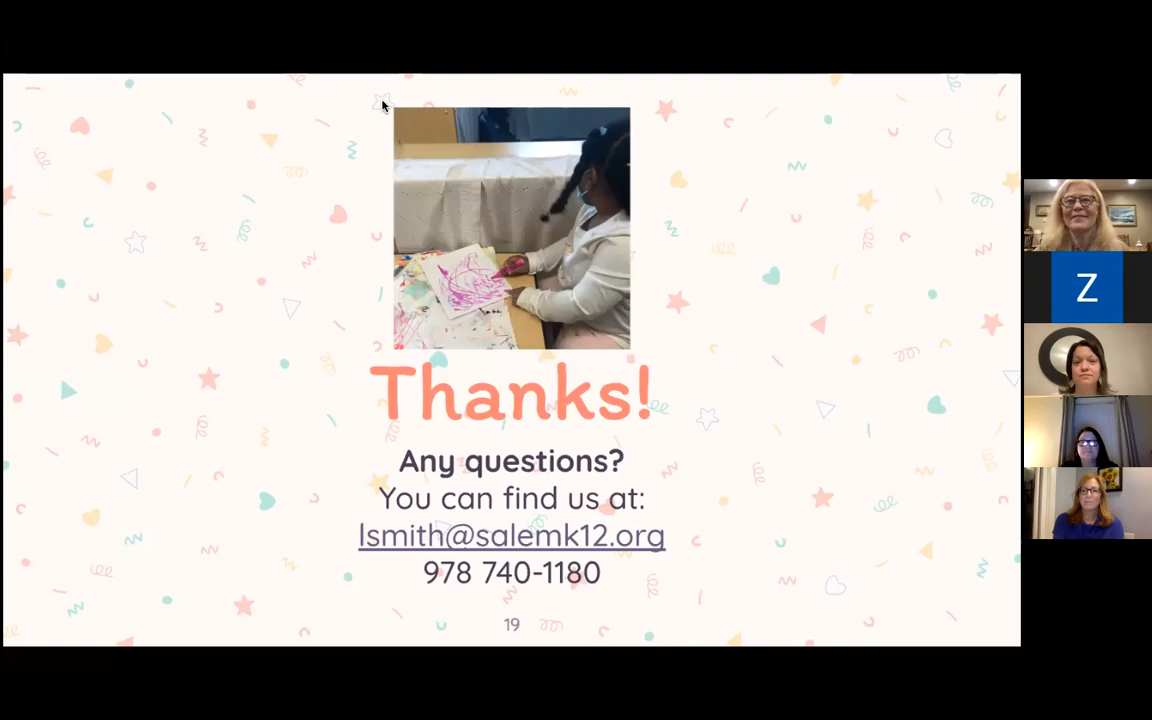 Thanks!
Any questions?
You can find us at:
lsmith@salemk12.org
978 740-1180
19
Z